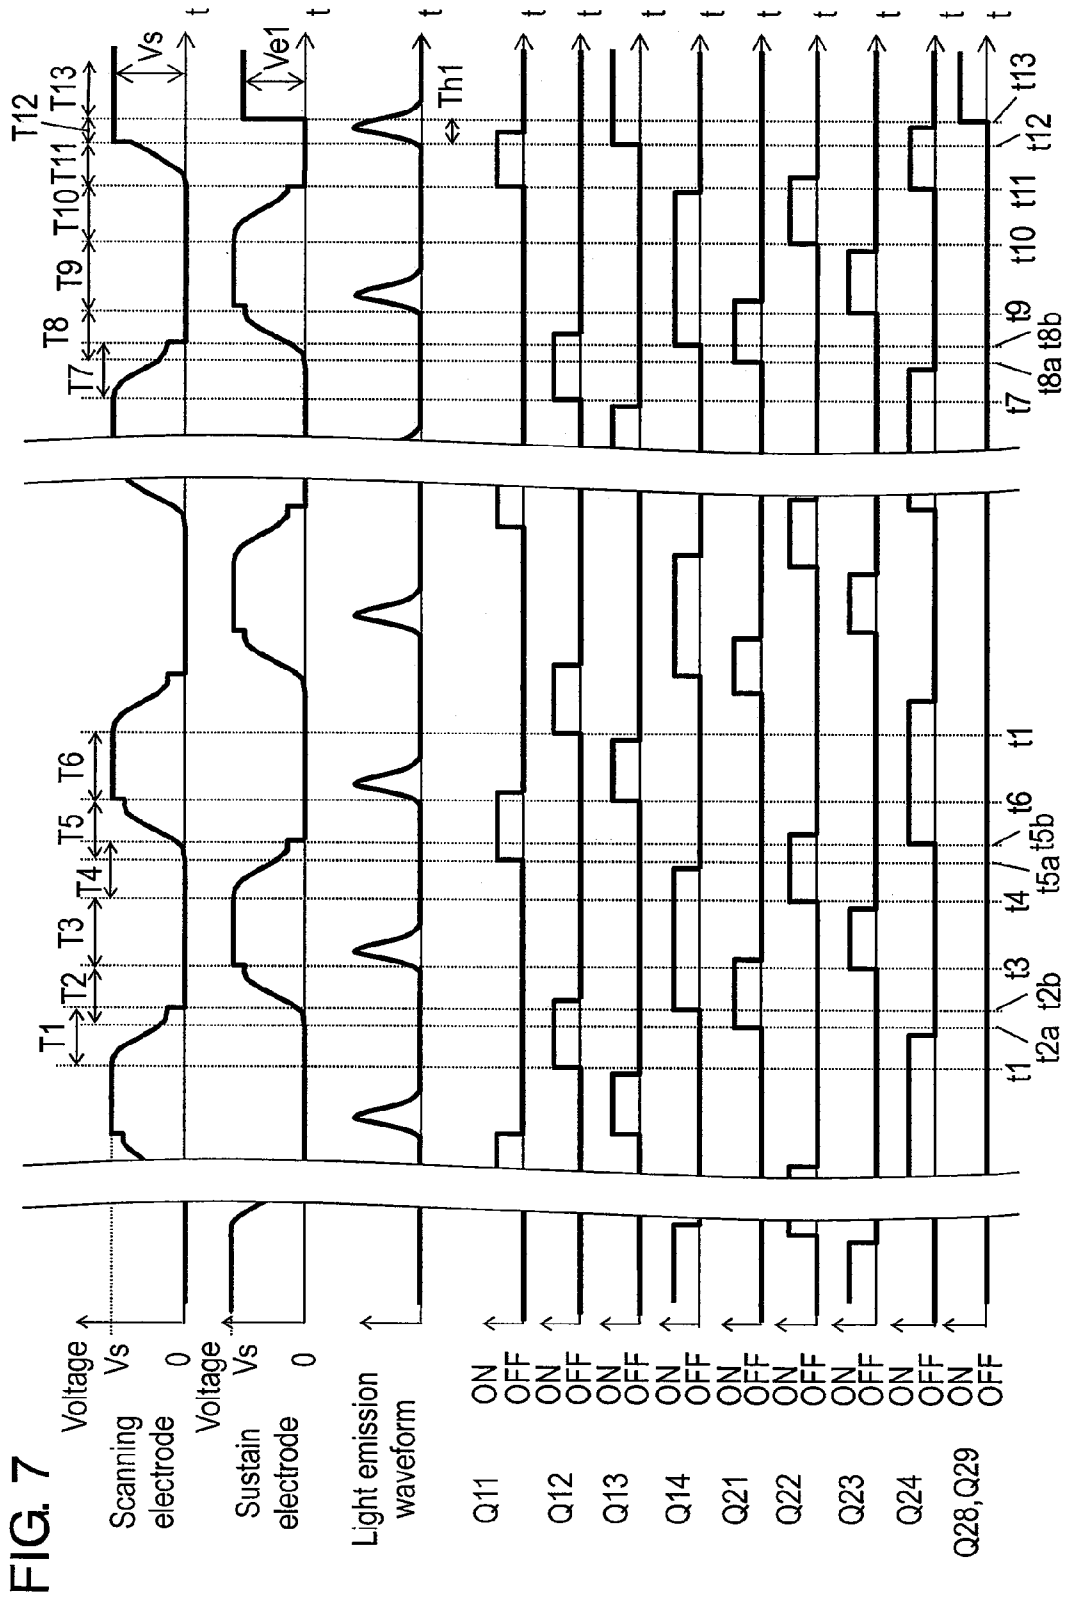 FIG. 7
T1
T2
T3
T4
T5
T6
T7
T8
T9
T10
T11
T12
T13
Voltage
Vs
0
Scanning
electrode
Vs
t
Voltage
Vs
0
Sustain
electrode
Ve1
t
Light emission
waveform
Th1
t
Q11
ON
OFF
t
Q12
ON
OFF
t
Q13
ON
OFF
t
Q14
ON
OFF
t
Q21
ON
OFF
t
Q22
ON
OFF
t
Q23
ON
OFF
t
Q24
ON
OFF
t
Q28, Q29
ON
OFF
t
t1
t2a
t2b
t3
t4
t5a
t5b
t6
t1
t7
t8a
t8b
t9
t10
t11
t12
t13